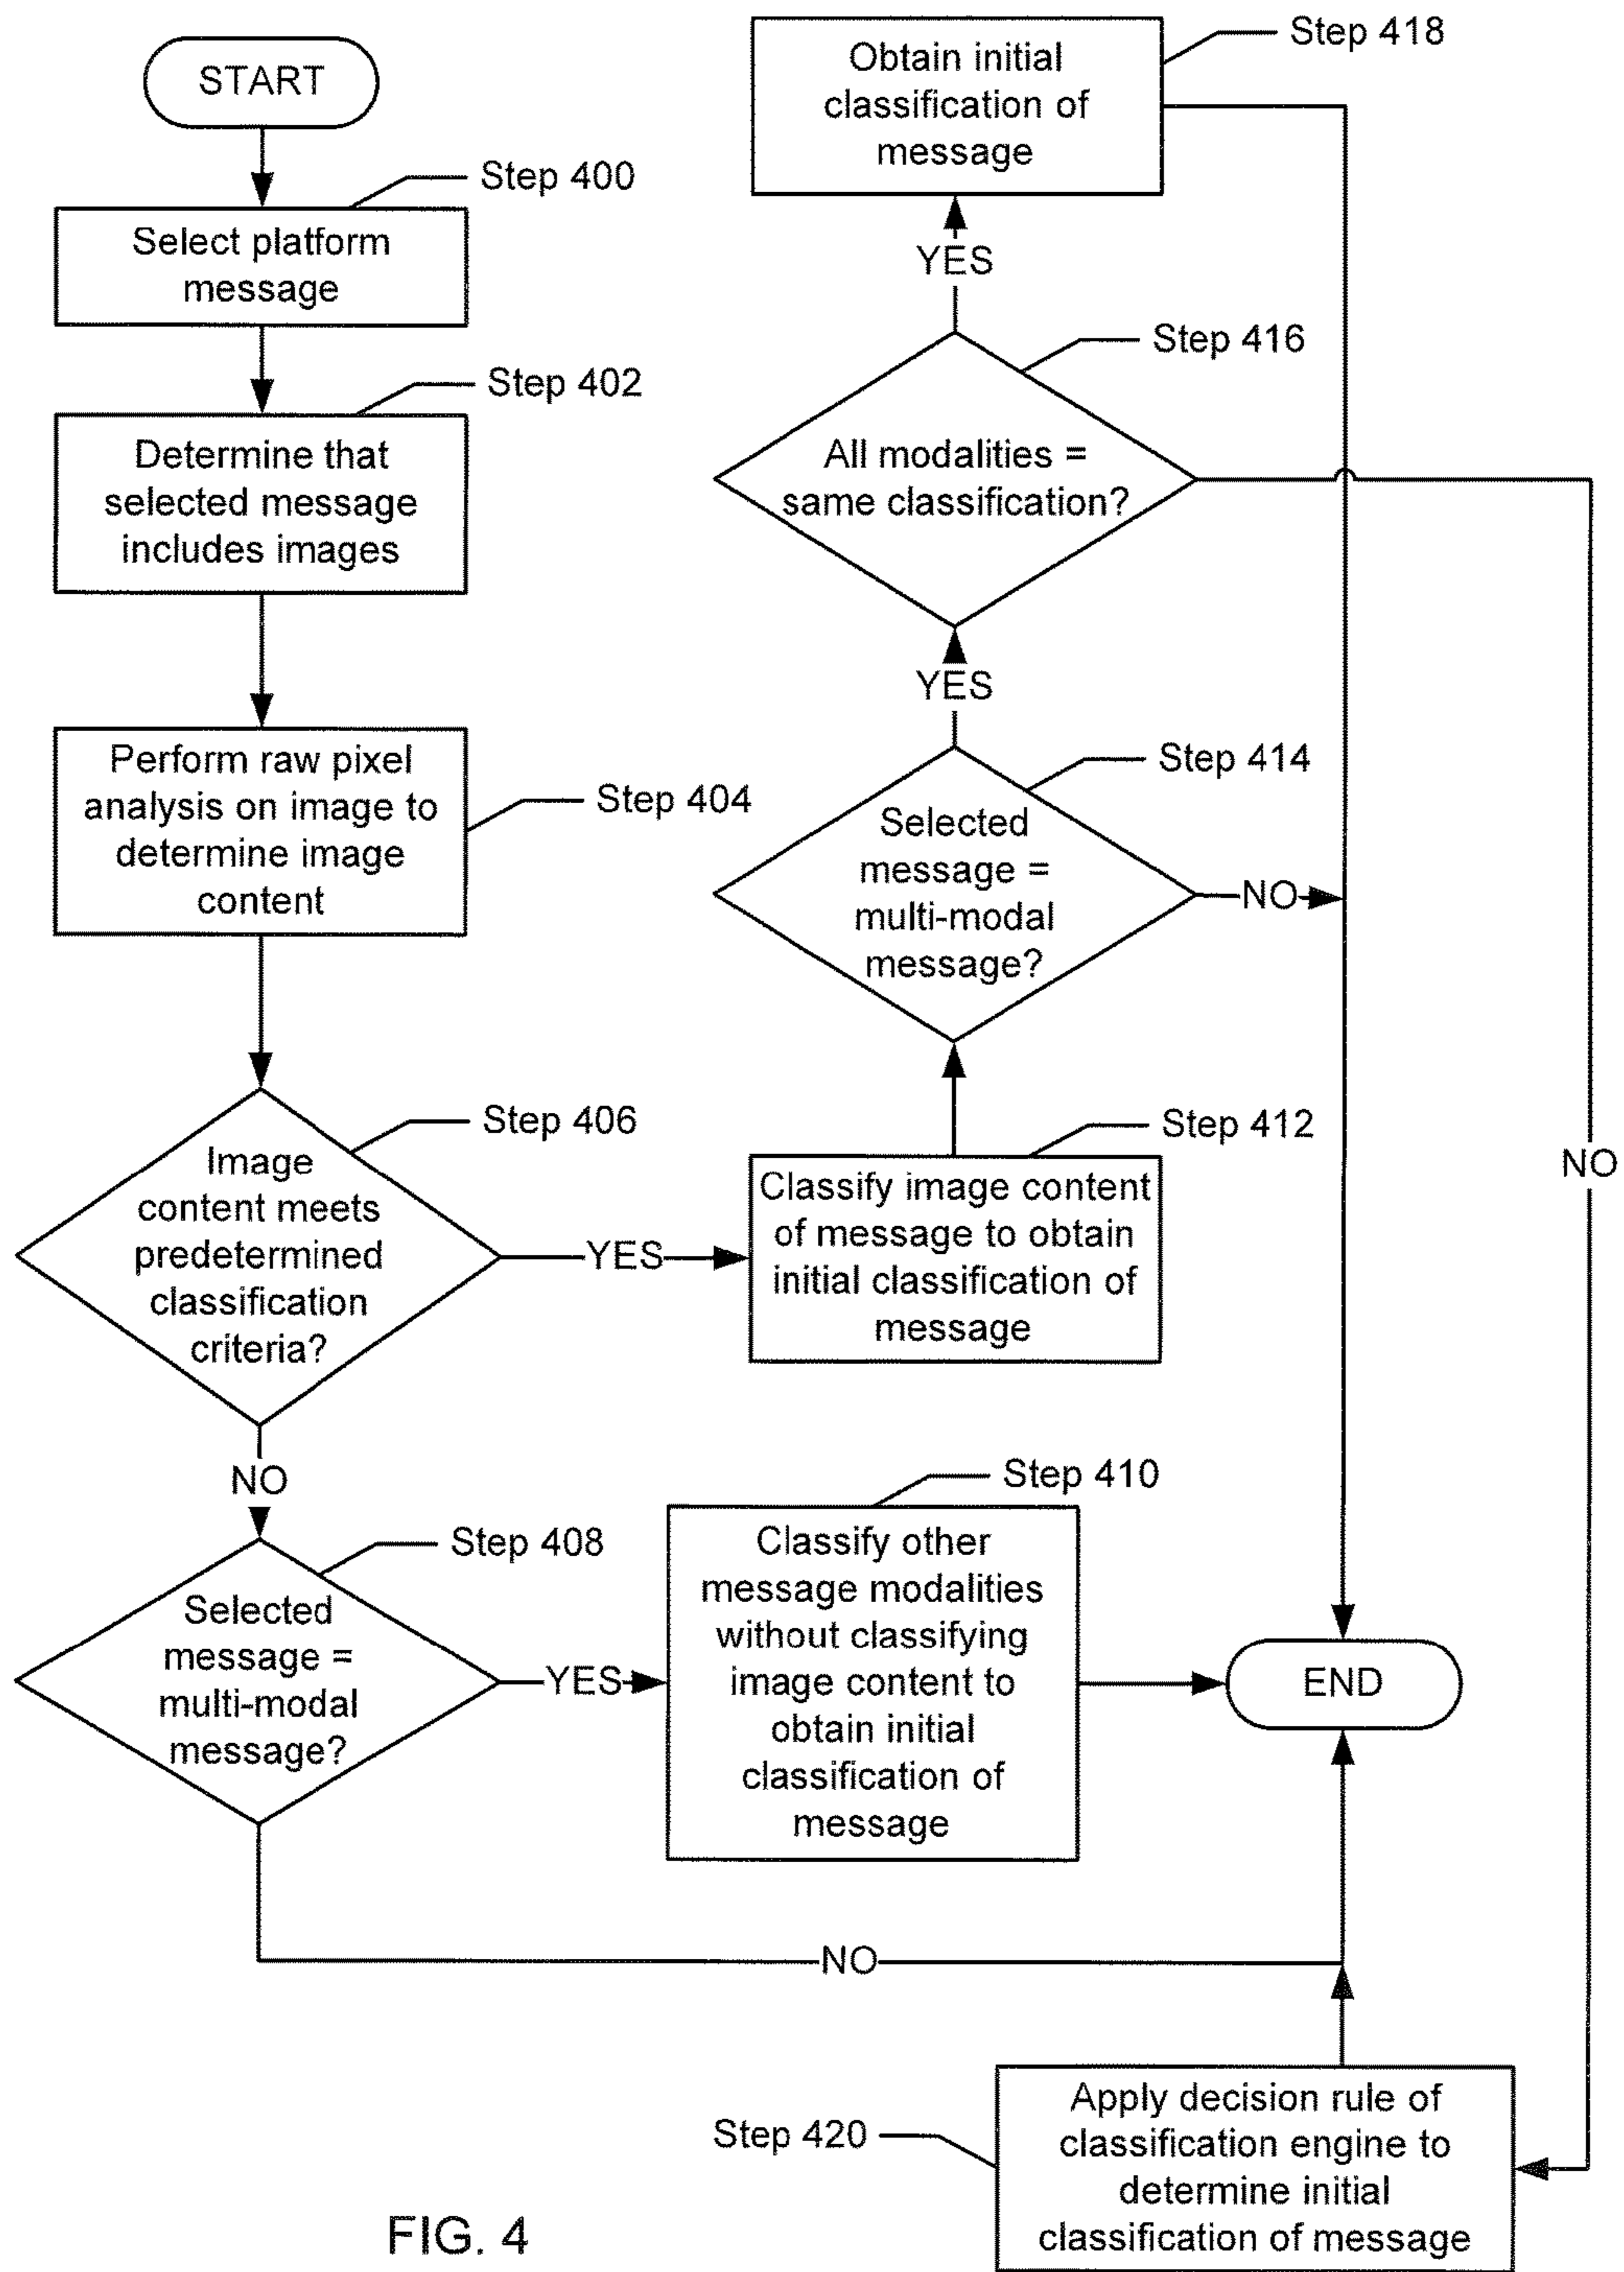 START
Step 400
Select platform
message
Step 402
Determine that
selected message
includes images
Perform raw pixel
analysis on image to
determine image
content
Step 404
Step 406
Image
content meets
predetermined
classification
criteria?
YES
NO
Step 408
Selected
message =
multi-modal
message?
YES
NO
Step 410
Classify other
message modalities
without classifying
image content to
obtain initial
classification of
message
Step 412
Classify image content
of message to obtain
initial classification of
message
Step 414
Selected
message =
multi-modal
message?
NO
YES
Step 416
All modalities =
same classification?
YES
NO
Step 418
Obtain initial
classification of
message
END
Step 420
Apply decision rule of
classification engine to
determine initial
classification of message
FIG. 4